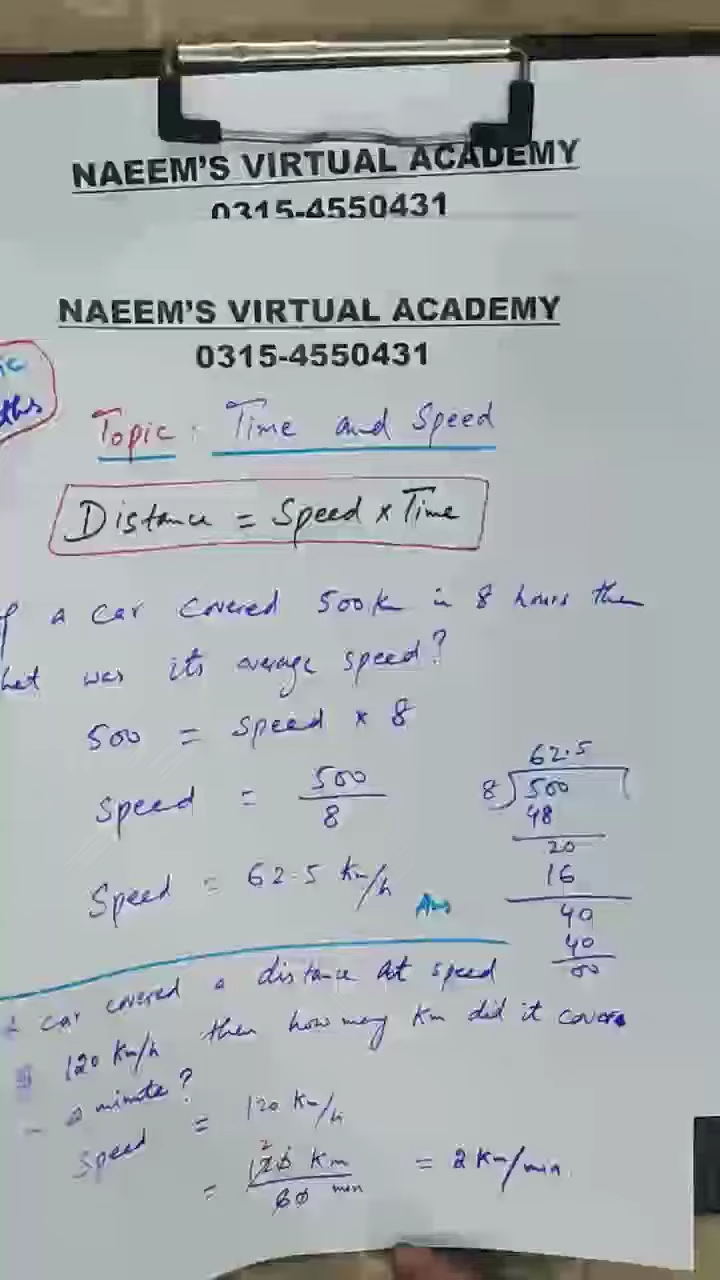 NAEEM'S VIRTUAL ACADEMY
0315-4550431
NAEEM'S VIRTUAL ACADEMY
0315-4550431
Topic: Time and Speed
Distance = Speed x Time
a car covered 500k in 8 hours then
was its average speed?
500 = Speed x 8
Speed = 500/8
Speed = 62.5 Km/h Ans
62.5
8 500
48
20
16
40
40
00
car covered a distance at speed
120 Km/h then how many Km did it cover
a minute?
Speed = 120 Km/h
= 2
120 Km/60 min = 2 Km/min